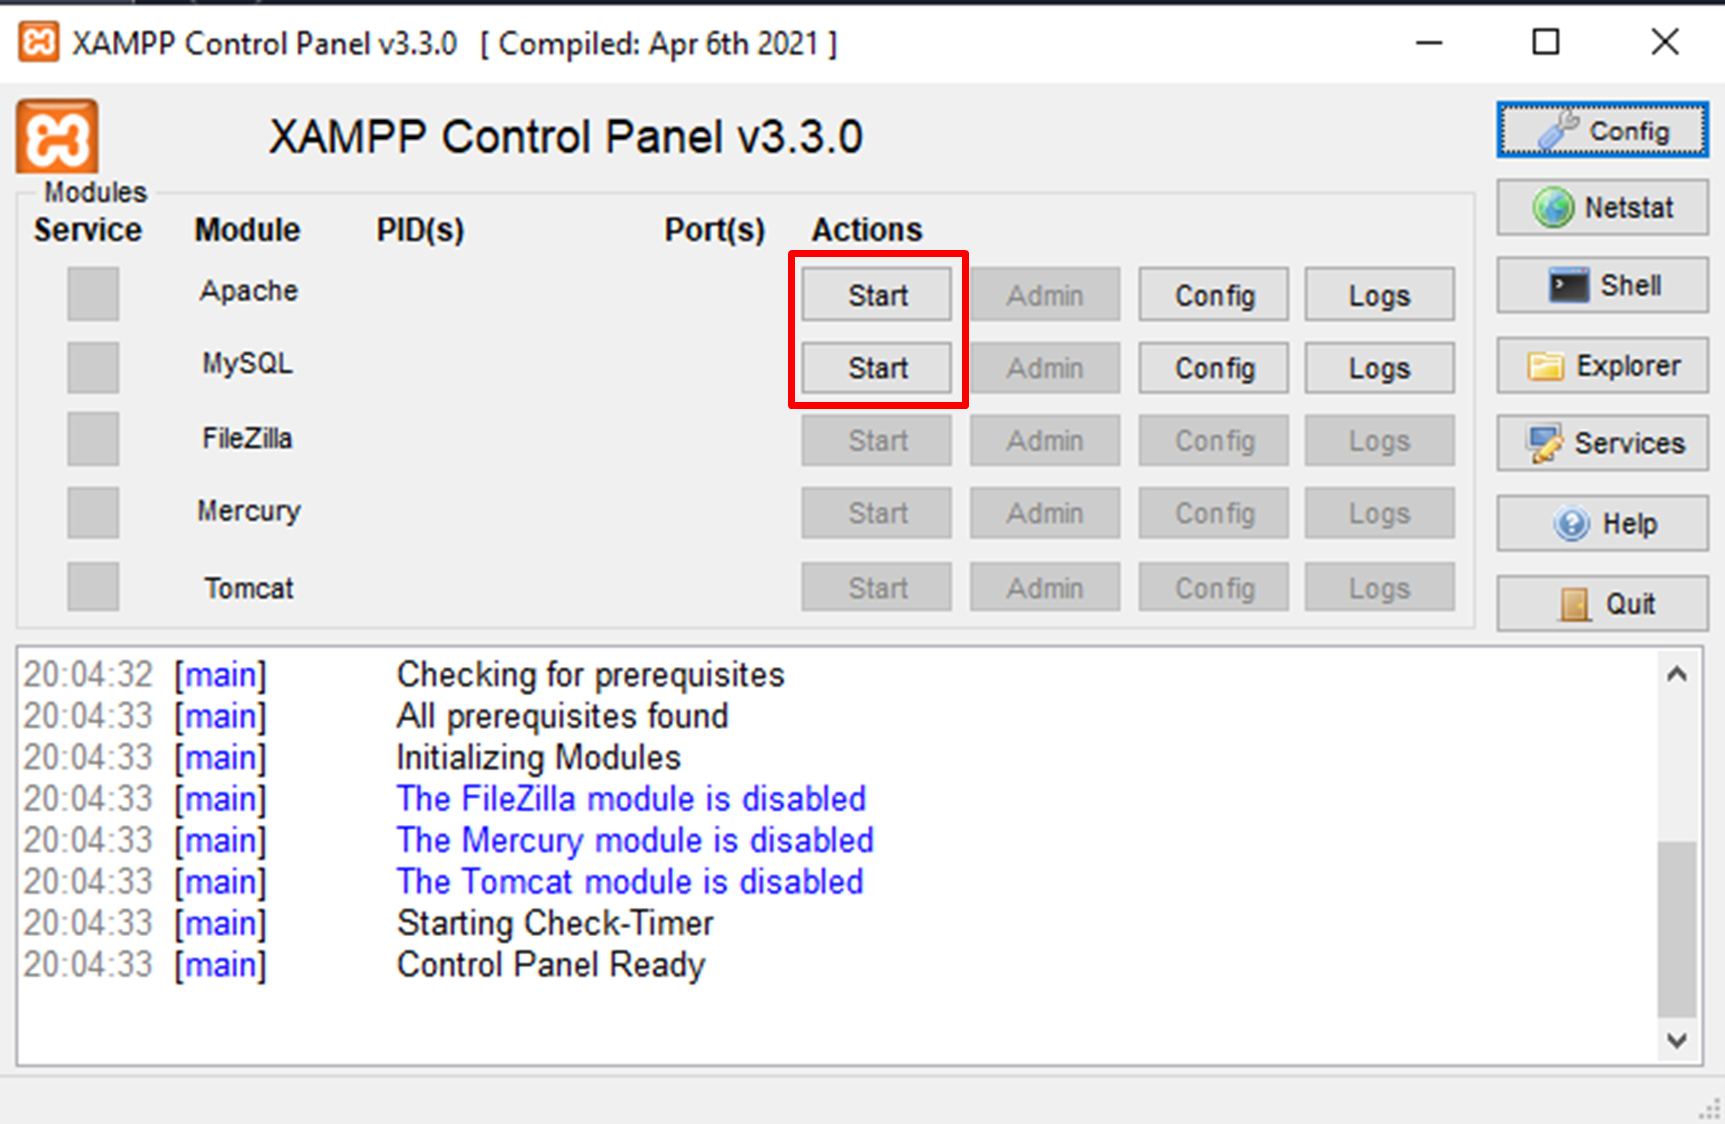 XAMPP Control Panel v3.3.0 [ Compiled: Apr 6th 2021 ]
XAMPP Control Panel v3.3.0
Config
Modules
Netstat
Service Module PID(s) Port(s) Actions
Apache Start Admin Config Logs
Shell
MySQL Start Admin Config Logs
Explorer
FileZilla Start Admin Config Logs
Services
Mercury Start Admin Config Logs
Help
Tomcat Start Admin Config Logs
Quit
20:04:32 [main] Checking for prerequisites
20:04:33 [main] All prerequisites found
20:04:33 [main] Initializing Modules
20:04:33 [main] The FileZilla module is disabled
20:04:33 [main] The Mercury module is disabled
20:04:33 [main] The Tomcat module is disabled
20:04:33 [main] Starting Check-Timer
20:04:33 [main] Control Panel Ready